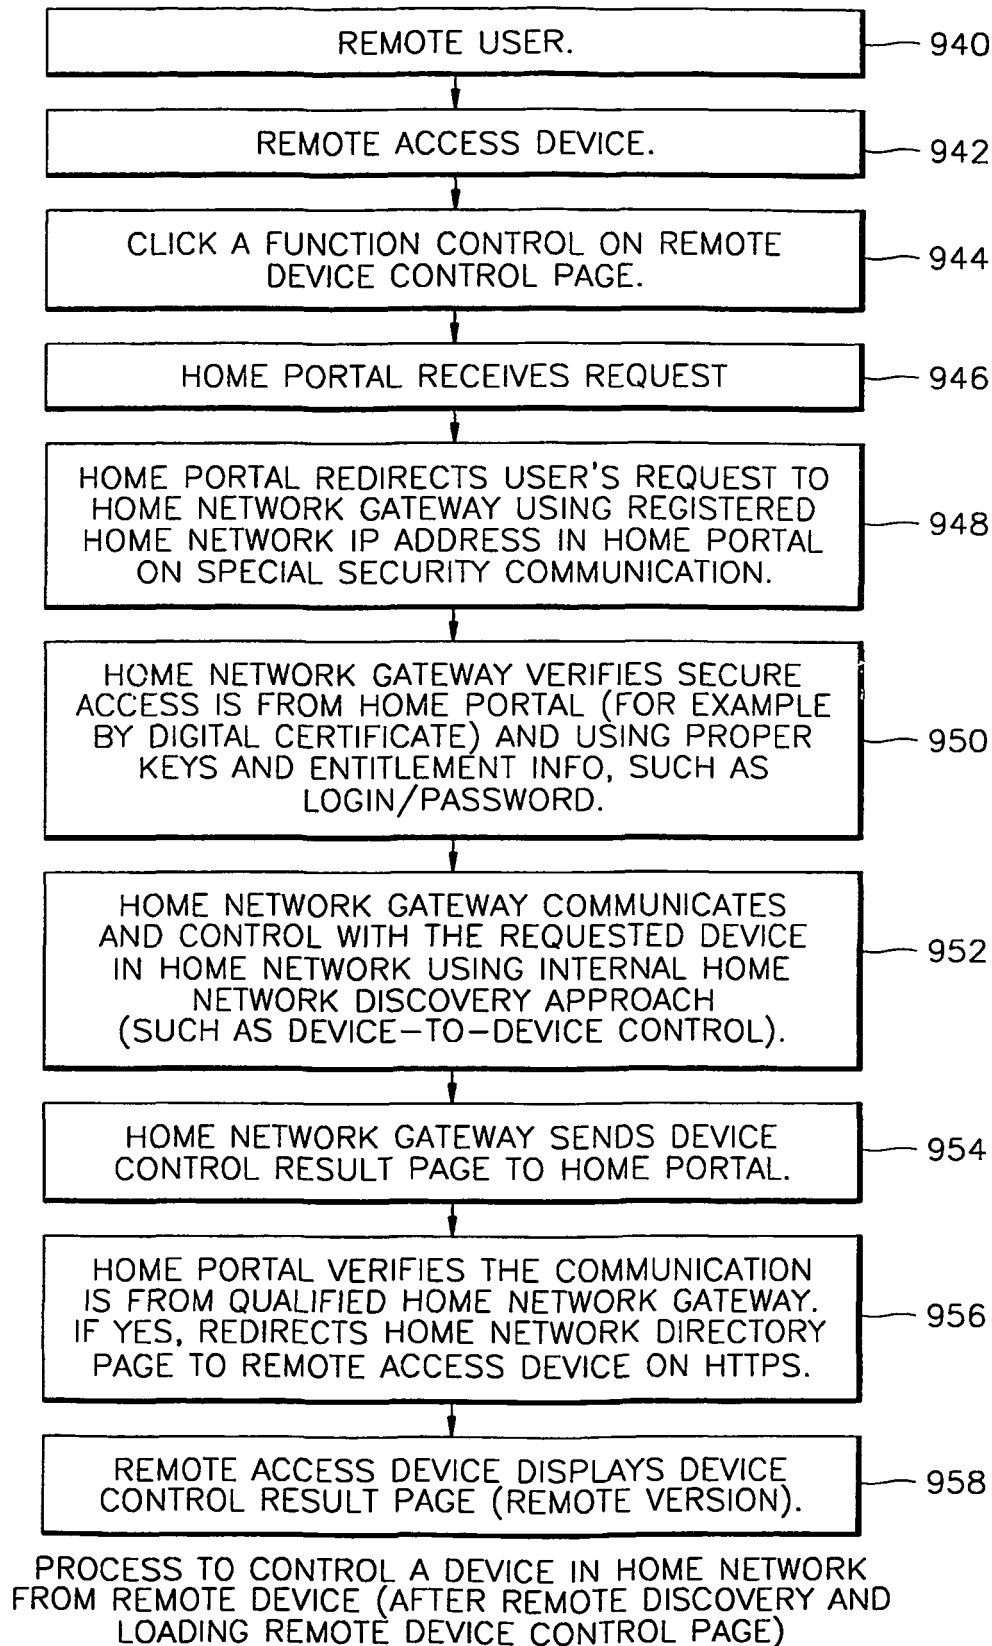 REMOTE USER.
940
REMOTE ACCESS DEVICE.
942
CLICK A FUNCTION CONTROL ON REMOTE
DEVICE CONTROL PAGE.
944
HOME PORTAL RECEIVES REQUEST
946
HOME PORTAL REDIRECTS USER'S REQUEST TO
HOME NETWORK GATEWAY USING REGISTERED
HOME NETWORK IP ADDRESS IN HOME PORTAL
ON SPECIAL SECURITY COMMUNICATION.
948
HOME NETWORK GATEWAY VERIFIES SECURE
ACCESS IS FROM HOME PORTAL (FOR EXAMPLE
BY DIGITAL CERTIFICATE) AND USING PROPER
KEYS AND ENTITLEMENT INFO, SUCH AS
LOGIN/PASSWORD.
950
HOME NETWORK GATEWAY COMMUNICATES
AND CONTROL WITH THE REQUESTED DEVICE
IN HOME NETWORK USING INTERNAL HOME
NETWORK DISCOVERY APPROACH
(SUCH AS DEVICE-TO-DEVICE CONTROL).
952
HOME NETWORK GATEWAY SENDS DEVICE
CONTROL RESULT PAGE TO HOME PORTAL.
954
HOME PORTAL VERIFIES THE COMMUNICATION
IS FROM QUALIFIED HOME NETWORK GATEWAY.
IF YES, REDIRECTS HOME NETWORK DIRECTORY
PAGE TO REMOTE ACCESS DEVICE ON HTTPS.
956
REMOTE ACCESS DEVICE DISPLAYS DEVICE
CONTROL RESULT PAGE (REMOTE VERSION).
958
PROCESS TO CONTROL A DEVICE IN HOME NETWORK
FROM REMOTE DEVICE (AFTER REMOTE DISCOVERY AND
LOADING REMOTE DEVICE CONTROL PAGE)